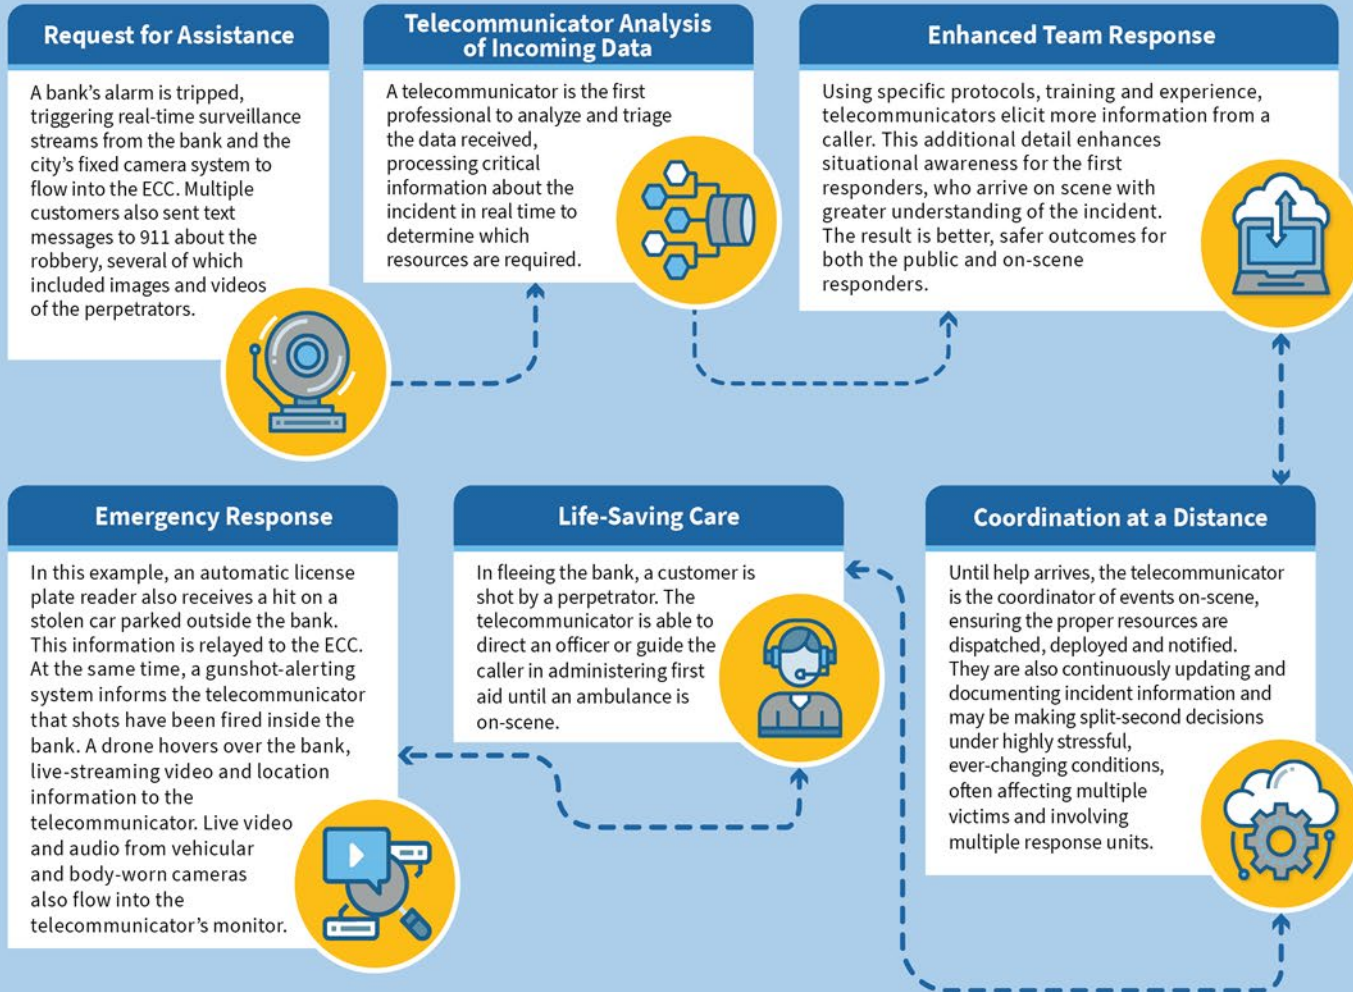 Request for Assistance
A bank's alarm is tripped,
triggering real-time surveillance
streams from the bank and the
city's fixed camera system to
flow into the ECC. Multiple
customers also sent text
messages to 911 about the
robbery, several of which
included images and videos
of the perpetrators.
Telecommunicator Analysis
of Incoming Data
A telecommunicator is the first
professional to analyze and triage
the data received,
processing critical
information about the
incident in real time to
determine which
resources are required.
Enhanced Team Response
Using specific protocols, training and experience,
telecommunicators elicit more information from a
caller. This additional detail enhances
situational awareness for the first
responders, who arrive on scene with
greater understanding of the incident.
The result is better, safer outcomes for
both the public and on-scene
responders.
Emergency Response
In this example, an automatic license
plate reader also receives a hit on a
stolen car parked outside the bank.
This information is relayed to the ECC.
At the same time, a gunshot-alerting
system informs the telecommunicator
that shots have been fired inside the
bank. A drone hovers over the bank,
live-streaming video and location
information to the
telecommunicator. Live video
and audio from vehicular
and body-worn cameras
also flow into the
telecommunicator's monitor.
Life-Saving Care
In fleeing the bank, a customer is
shot by a perpetrator. The
telecommunicator is able to
direct an officer or guide the
caller in administering first
aid until an ambulance is
on-scene.
Coordination at a Distance
Until help arrives, the telecommunicator
is the coordinator of events on-scene,
ensuring the proper resources are
dispatched, deployed and notified.
They are also continuously updating and
documenting incident information and
may be making split-second decisions
under highly stressful,
ever-changing conditions,
often affecting multiple
victims and involving
multiple response units.